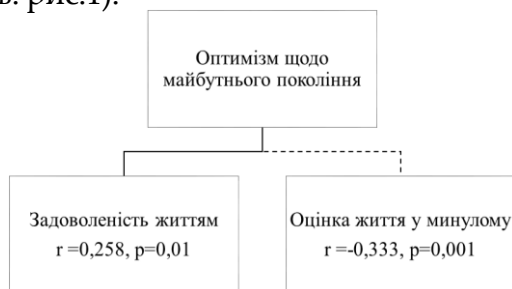 рис.1).
Оптимізм щодо
майбутнього покоління
Задоволеність життям
r =0,258, p=0,01
Оцінка життя у минулому
r =-0,333, p=0,001